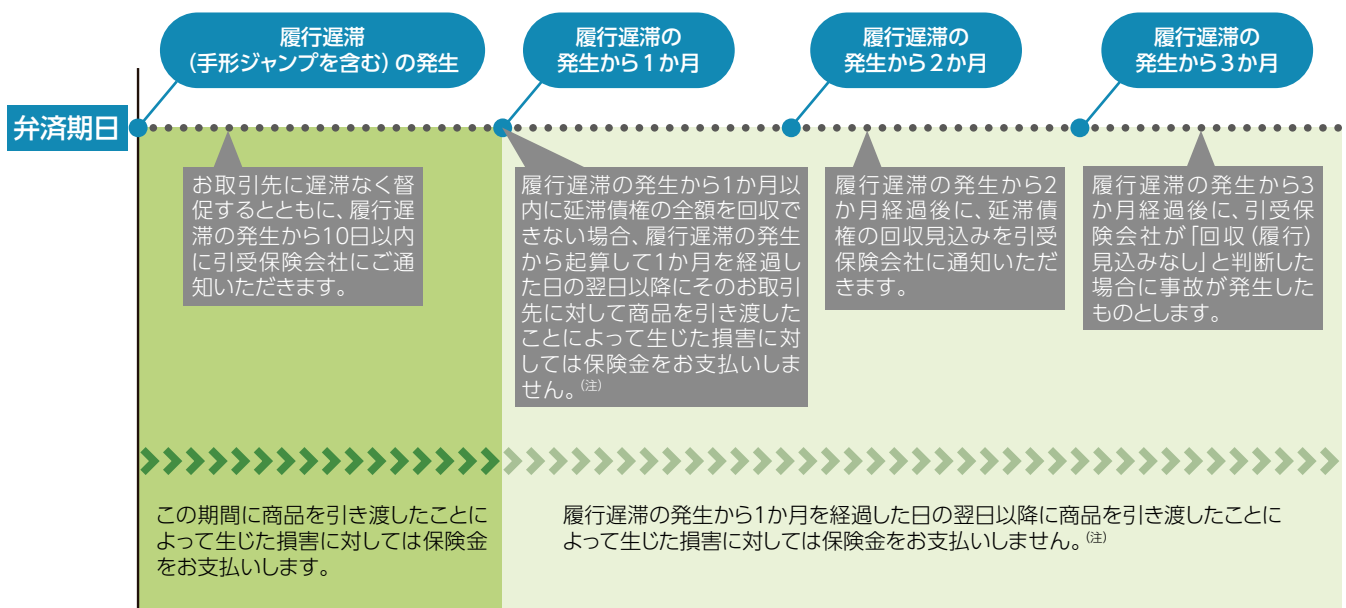 履行遅滞
(手形ジャンプを含む)の発生
履行遅滞の
発生から1か月
履行遅滞の
発生から2か月
履行遅滞の
発生から3か月
弁済期日
お取引先に遅滞なく督
促するとともに、履行遅
滞の発生から10日以内
に引受保険会社にご通
知いただきます。
履行遅滞の発生から1か月以
内に延滞債権の全額を回収で
きない場合、履行遅滞の発生
から起算して1か月を経過し
た日の翌日以降にそのお取引
先に対して商品を引き渡した
ことによって生じた損害に対
しては保険金をお支払いしま
せん。(注)
履行遅滞の発生から2
か月経過後に、延滞債
権の回収見込みを引受
保険会社に通知いただ
きます。
履行遅滞の発生から3
か月経過後に、引受保
険会社が「回収(履行)
見込みなし」と判断した
場合に事故が発生した
ものとします。
この期間に商品を引き渡したことに
よって生じた損害に対しては保険金
をお支払いします。
履行遅滞の発生から1か月を経過した日の翌日以降に商品を引き渡したことに
よって生じた損害に対しては保険金をお支払いしません。(注)